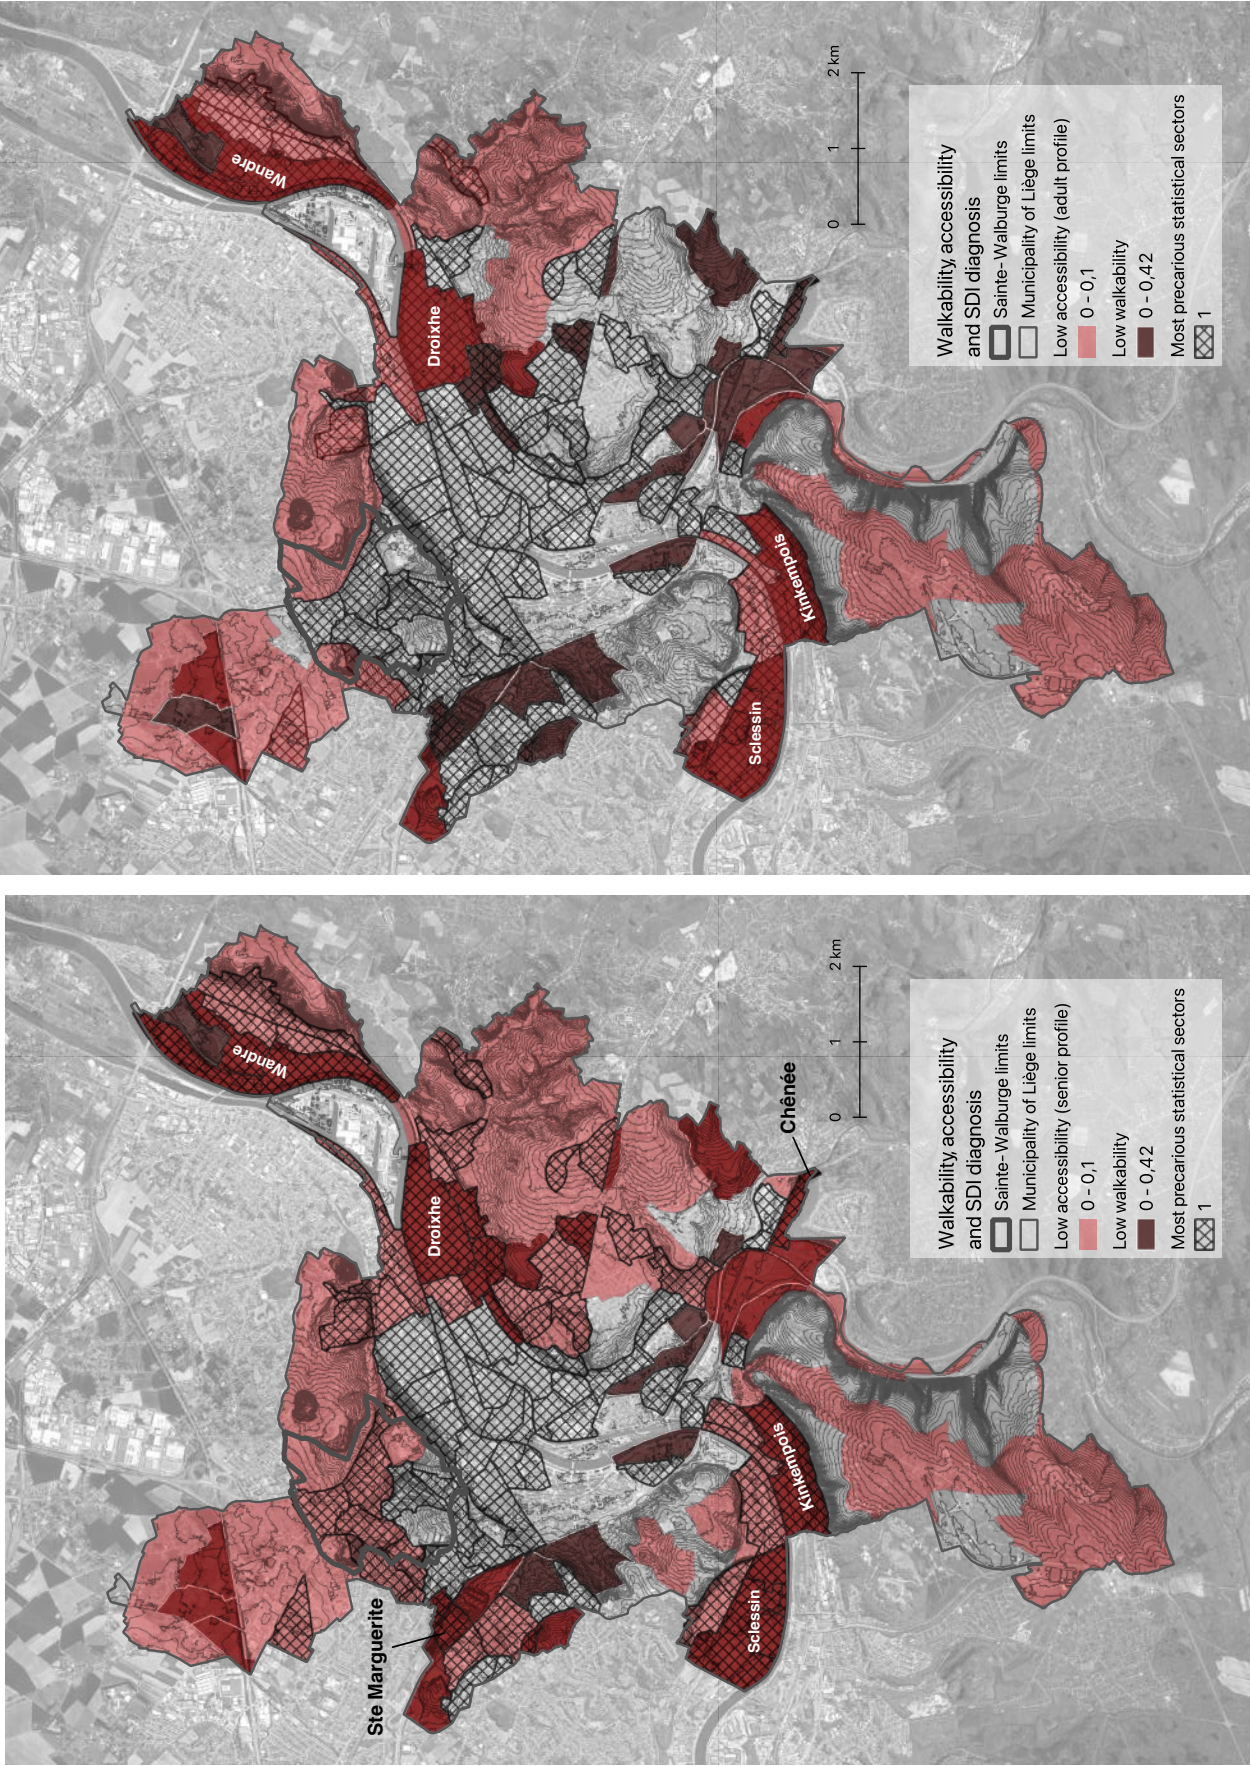 Wandre
Droixhe
Kinkempois
Sclessin
0
1
2 km
Walkability, accessibility
and SDI diagnosis
Sainte-Walburge limits
Municipality of Liège limits
Low accessibility (adult profile)
0 - 0,1
Low walkability
0 - 0,42
Most precarious statistical sectors
1
Wandre
Droixhe
Ste Marguerite
Chênée
Kinkempois
Sclessin
0
1
2 km
Walkability, accessibility
and SDI diagnosis
Sainte-Walburge limits
Municipality of Liège limits
Low accessibility (senior profile)
0 - 0,1
Low walkability
0 - 0,42
Most precarious statistical sectors
1